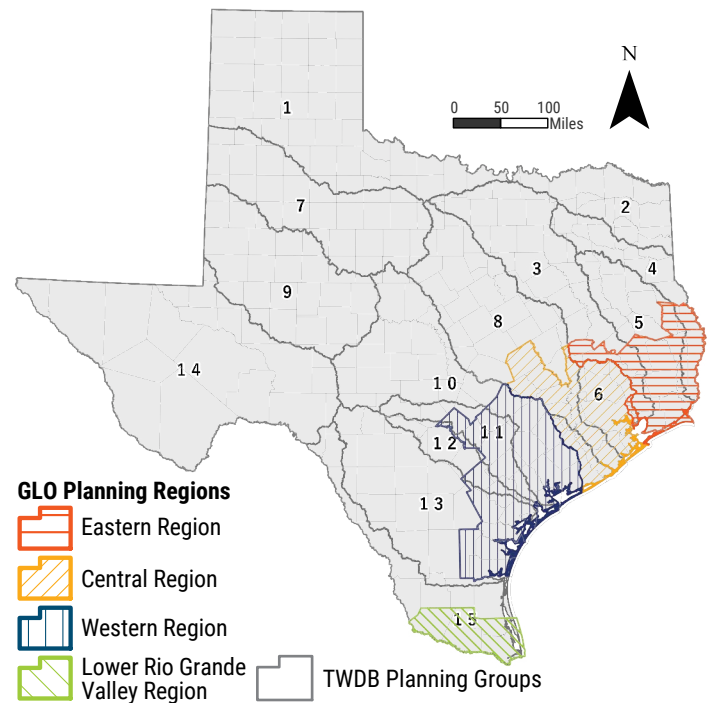 N
0 50 100
Miles
1
2
7
3
4
9
5
8
14
10
6
11
12
13
15
GLO Planning Regions
Eastern Region
Central Region
Western Region
Lower Rio Grande
Valley Region
TWDB Planning Groups